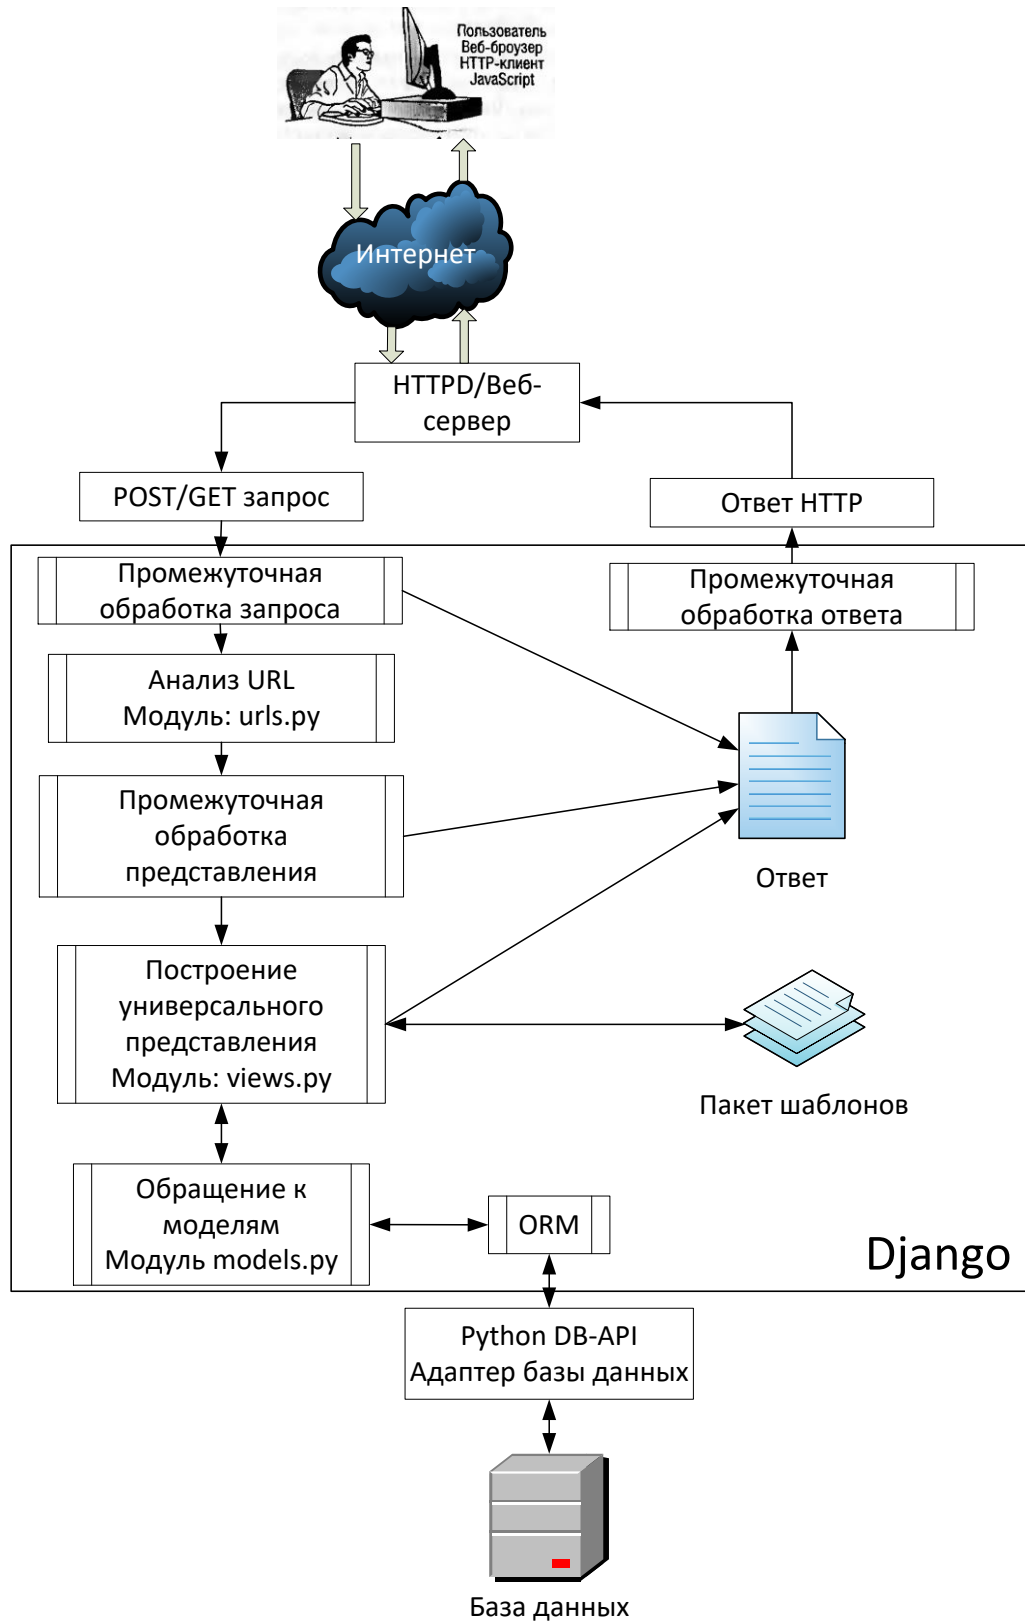 Пользователь
Веб-броузер
HTTP-клиент
JavaScript
Интернет
HTTPD/Веб-
сервер
POST/GET запрос
Ответ HTTP
Промежуточная
обработка запроса
Промежуточная
обработка ответа
Анализ URL
Модуль: urls.py
Промежуточная
обработка
представления
Ответ
Построение
универсального
представления
Модуль: views.py
Пакет шаблонов
Обращение к
моделям
Модуль models.py
ORM
Django
Python DB-API
Адаптер базы данных
База данных